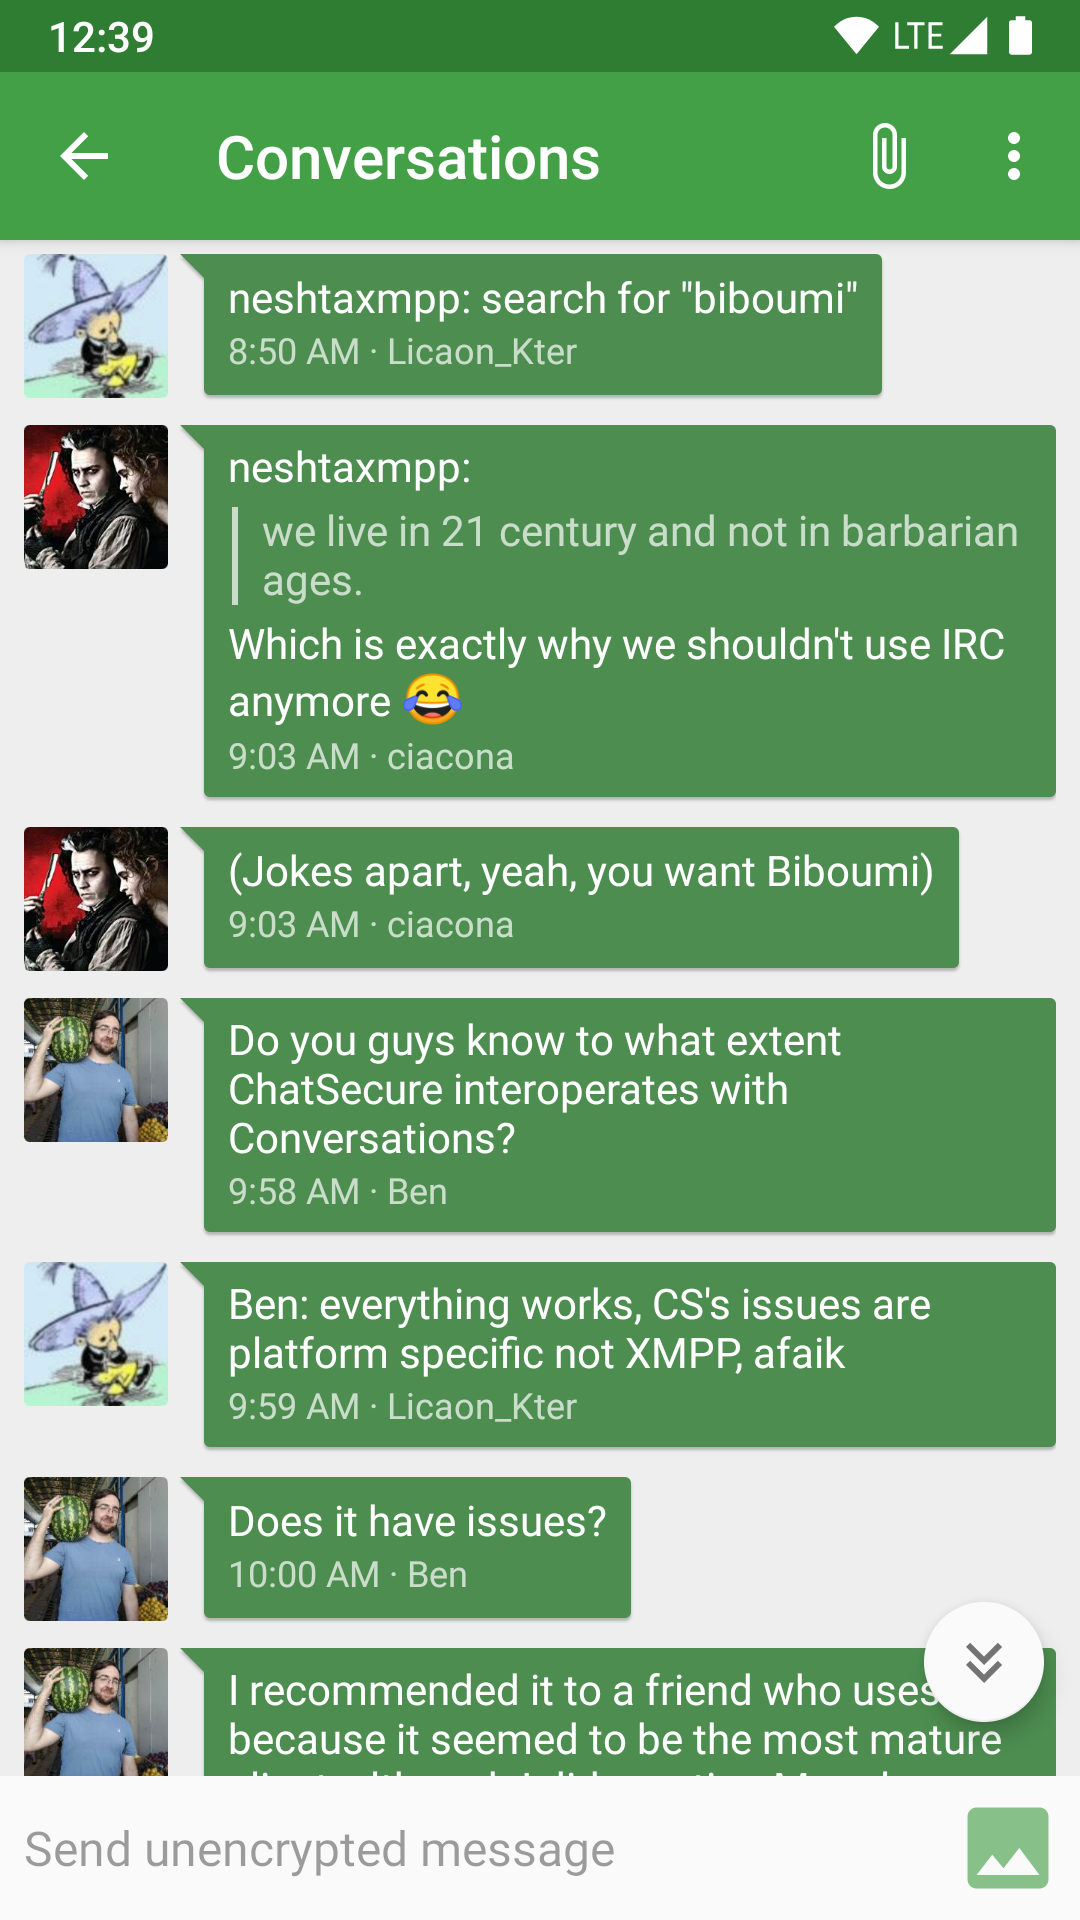 12:39
LTE
Conversations
neshtaxmpp: search for "biboumi"
8:50 AM · Licaon_Kter
neshtaxmpp:
we live in 21 century and not in barbarian
ages.
Which is exactly why we shouldn't use IRC
anymore 😂
9:03 AM · ciacona
(Jokes apart, yeah, you want Biboumi)
9:03 AM · ciacona
Do you guys know to what extent
ChatSecure interoperates with
Conversations?
9:58 AM · Ben
Ben: everything works, CS's issues are
platform specific not XMPP, afaik
9:59 AM · Licaon_Kter
Does it have issues?
10:00 AM · Ben
I recommended it to a friend who uses
because it seemed to be the most mature
Send unencrypted message